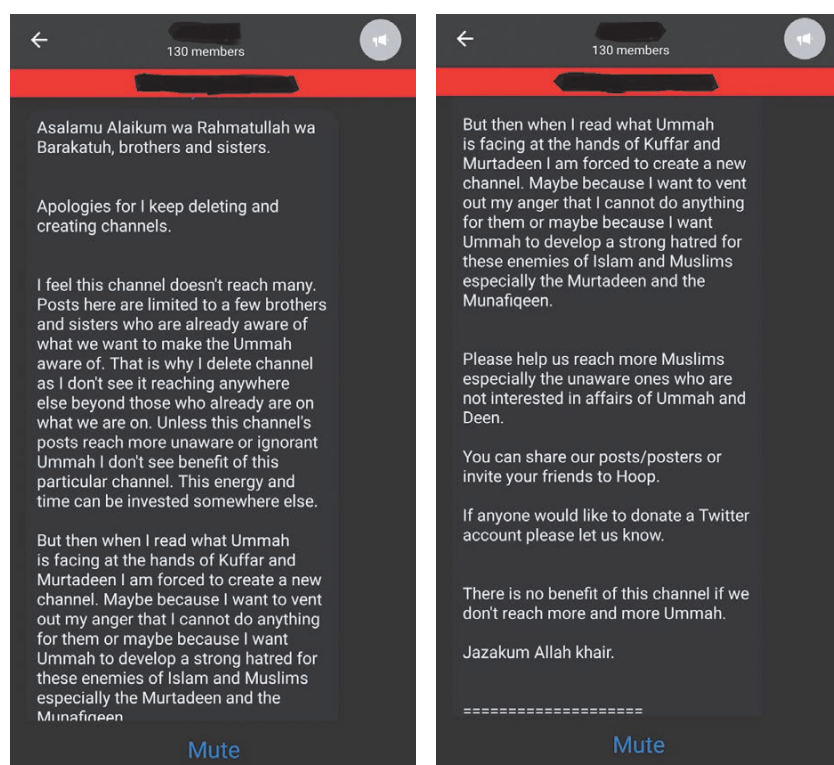 130 members
Asalamu Alaikum wa Rahmatullah wa
Barakatuh, brothers and sisters.
Apologies for I keep deleting and
creating channels.
I feel this channel doesn't reach many.
Posts here are limited to a few brothers
and sisters who are already aware of
what we want to make the Ummah
aware of. That is why I delete channel
as I don't see it reaching anywhere
else beyond those who already are on
what we are on. Unless this channel's
posts reach more unaware or ignorant
Ummah I don't see benefit of this
particular channel. This energy and
time can be invested somewhere else.
But then when I read what Ummah
is facing at the hands of Kuffar and
Murtadeen I am forced to create a new
channel. Maybe because I want to vent
out my anger that I cannot do anything
for them or maybe because I want
Ummah to develop a strong hatred for
these enemies of Islam and Muslims
especially the Murtadeen and the
Munafiqeen
Mute
130 members
But then when I read what Ummah
is facing at the hands of Kuffar and
Murtadeen I am forced to create a new
channel. Maybe because I want to vent
out my anger that I cannot do anything
for them or maybe because I want
Ummah to develop a strong hatred for
these enemies of Islam and Muslims
especially the Murtadeen and the
Munafiqeen.
Please help us reach more Muslims
especially the unaware ones who are
not interested in affairs of Ummah and
Deen.
You can share our posts/posters or
invite your friends to Hoop.
If anyone would like to donate a Twitter
account please let us know.
There is no benefit of this channel if we
don't reach more and more Ummah.
Jazakum Allah khair.
====================
Mute